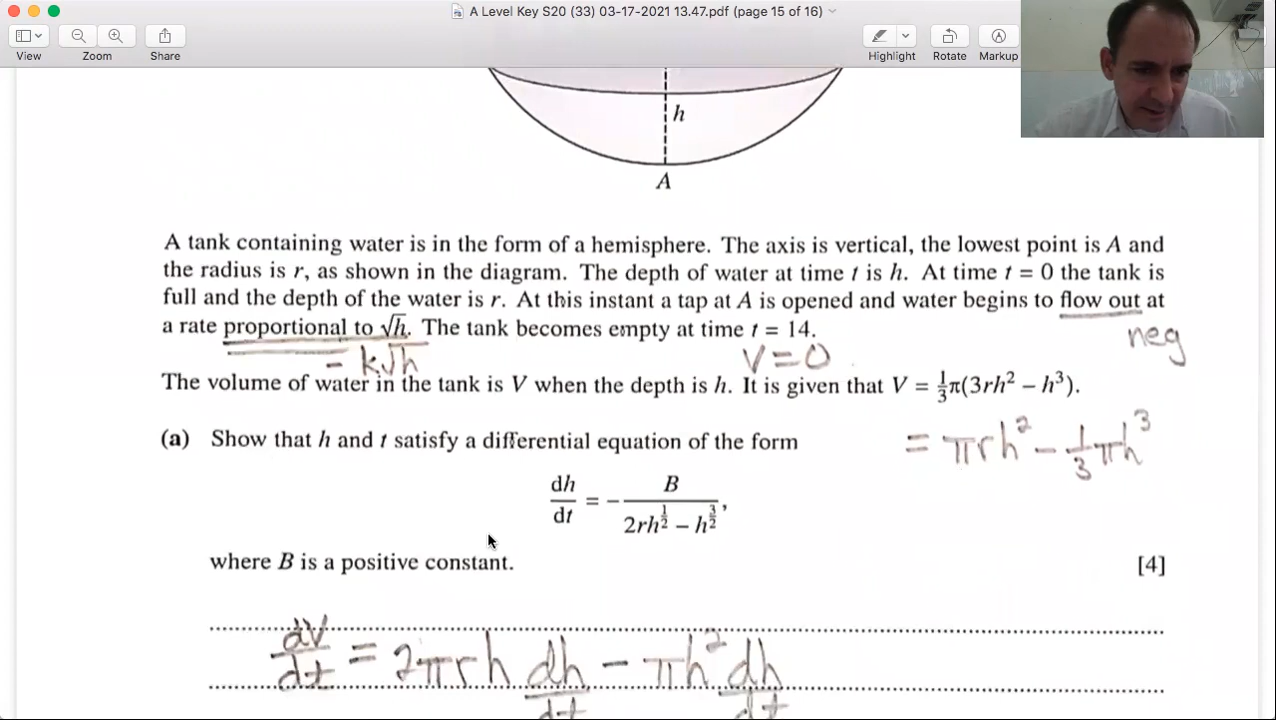 A Level Key S20 (33) 03-17-2021 13.47.pdf (page 15 of 16)
View Zoom Share Highlight Rotate Markup
h
A
A tank containing water is in the form of a hemisphere. The axis is vertical, the lowest point is A and
the radius is r, as shown in the diagram. The depth of water at time t is h. At time t = 0 the tank is
full and the depth of the water is r. At this instant a tap at A is opened and water begins to flow out at
a rate proportional to √h. The tank becomes empty at time t = 14.
neg
- k√h V=0
The volume of water in the tank is V when the depth is h. It is given that V = 1/3π(3rh² − h³).
(a) Show that h and t satisfy a differential equation of the form
= πrh² - 1/3πh³
dh/dt = − B/(2rh^(1/2) − h^(3/2)),
where B is a positive constant. [4]
dV/dt = 2πrh dh/dt - πh² dh/dt